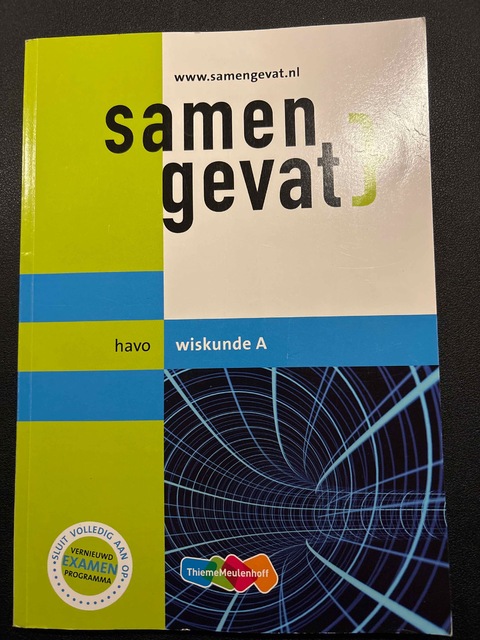 www.samengevat.nl
samen
gevat
havo
wiskunde A
SLUIT VOLLEDIG AAN OP:
VERNIEUWD
EXAMEN
PROGRAMMA
ThiemeMeulenhoff